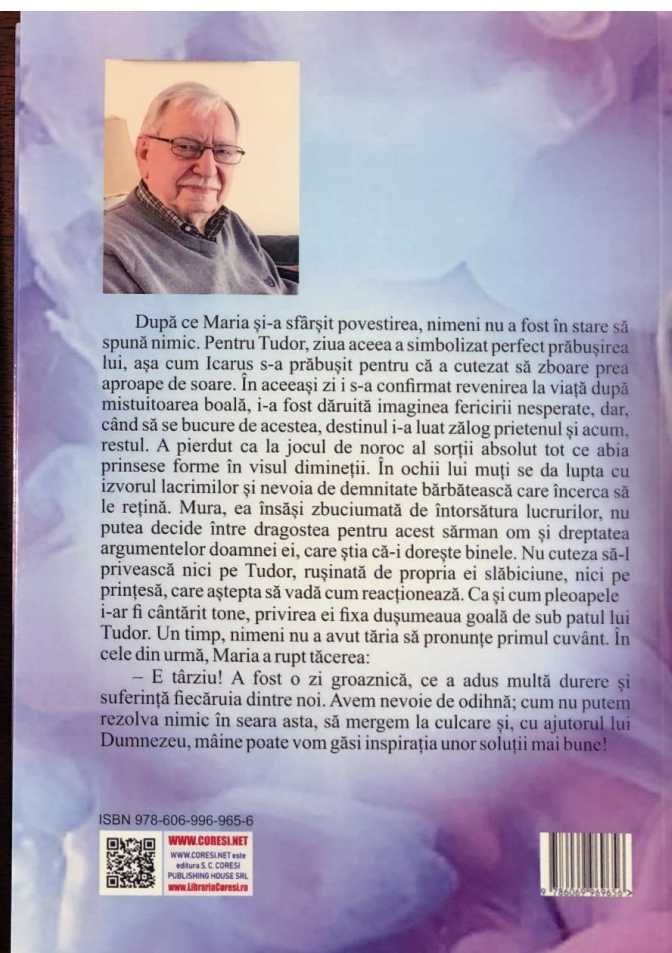 După ce Maria și-a sfârșit povestirea, nimeni nu a fost în stare să
spună nimic. Pentru Tudor, ziua aceea a simbolizat perfect prăbușirea
lui, așa cum Icarus s-a prăbușit pentru că a cutezat să zboare prea
aproape de soare. În aceeași zi i s-a confirmat revenirea la viață după
mistuitoarea boală, i-a fost dăruită imaginea fericirii nesperate, dar,
când să se bucure de acestea, destinul i-a luat zălog prietenul și acum,
restul. A pierdut ca la jocul de noroc al sorții absolut tot ce abia
prinsese forme în visul dimineții. În ochii lui muți se da lupta cu
izvorul lacrimilor și nevoia de demnitate bărbătească care încerca să
le rețină. Mura, ea însăși zbuciumată de întorsătura lucrurilor, nu
putea decide între dragostea pentru acest sărman om și dreptatea
argumentelor doamnei ei, care știa că-i dorește binele. Nu cuteza să-l
privească nici pe Tudor, rușinată de propria ei slăbiciune, nici pe
prințesă, care aștepta să vadă cum reacționează. Ca și cum pleoapele
i-ar fi cântărit tone, privirea ei fixa dușumeaua goală de sub patul lui
Tudor. Un timp, nimeni nu a avut tăria să pronunțe primul cuvânt. În
cele din urmă, Maria a rupt tăcerea:
– E târziu! A fost o zi groaznică, ce a adus multă durere și
suferință fiecăruia dintre noi. Avem nevoie de odihnă; cum nu putem
rezolva nimic în seara asta, să mergem la culcare și, cu ajutorul lui
Dumnezeu, mâine poate vom găsi inspirația unor soluții mai bune!
ISBN 978-606-996-965-6
WWW.CORESI.NET
WWW.CORESI.NET este
editura S. C. CORESI
PUBLISHING HOUSE SRL
www.LibrariaCoresi.ro
9 786069 969656 >